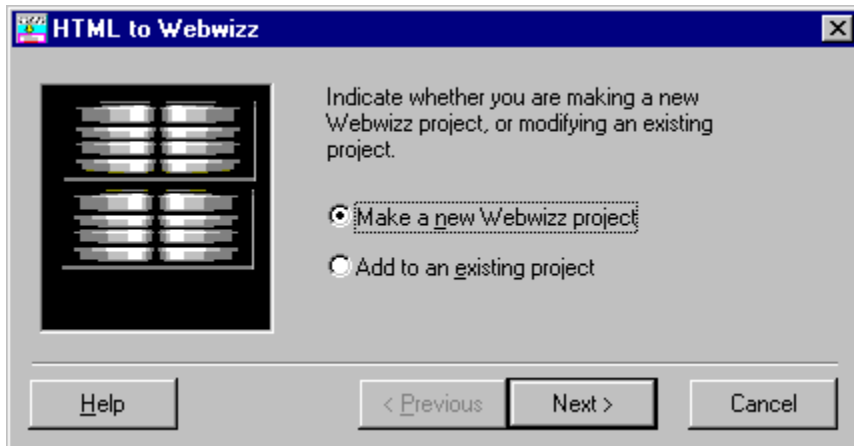 HTML to Webwizz
Indicate whether you are making a new
Webwizz project, or modifying an existing
project.
Make a new Webwizz project
Add to an existing project
Help
< Previous
Next >
Cancel